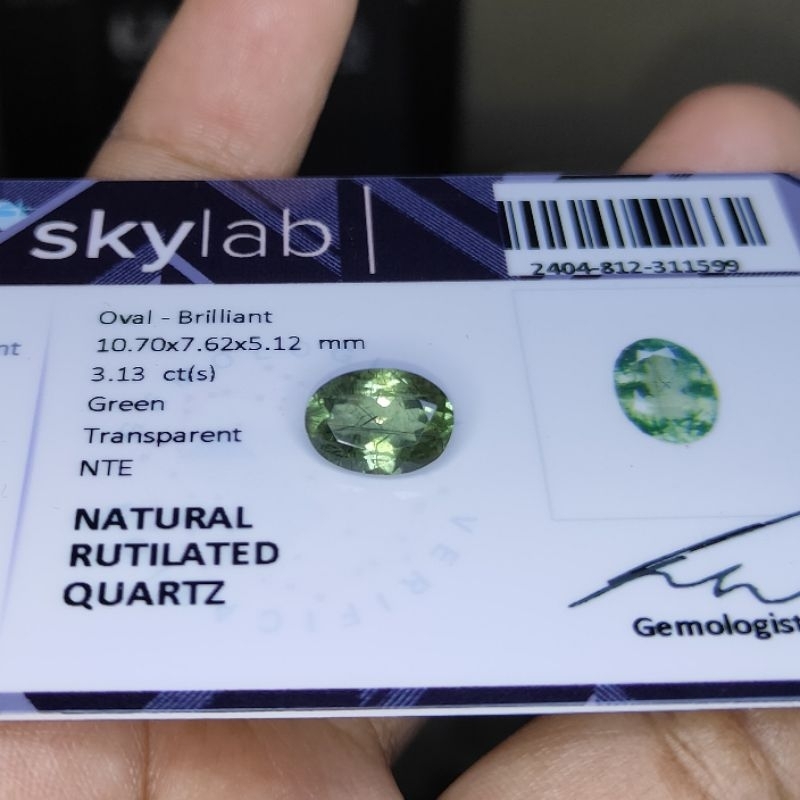 skylab
2404-812-311599
Oval - Brilliant
10.70x7.62x5.12 mm
3.13 ct(s)
Green
Transparent
NTE
NATURAL
RUTILATED
QUARTZ
Gemologist